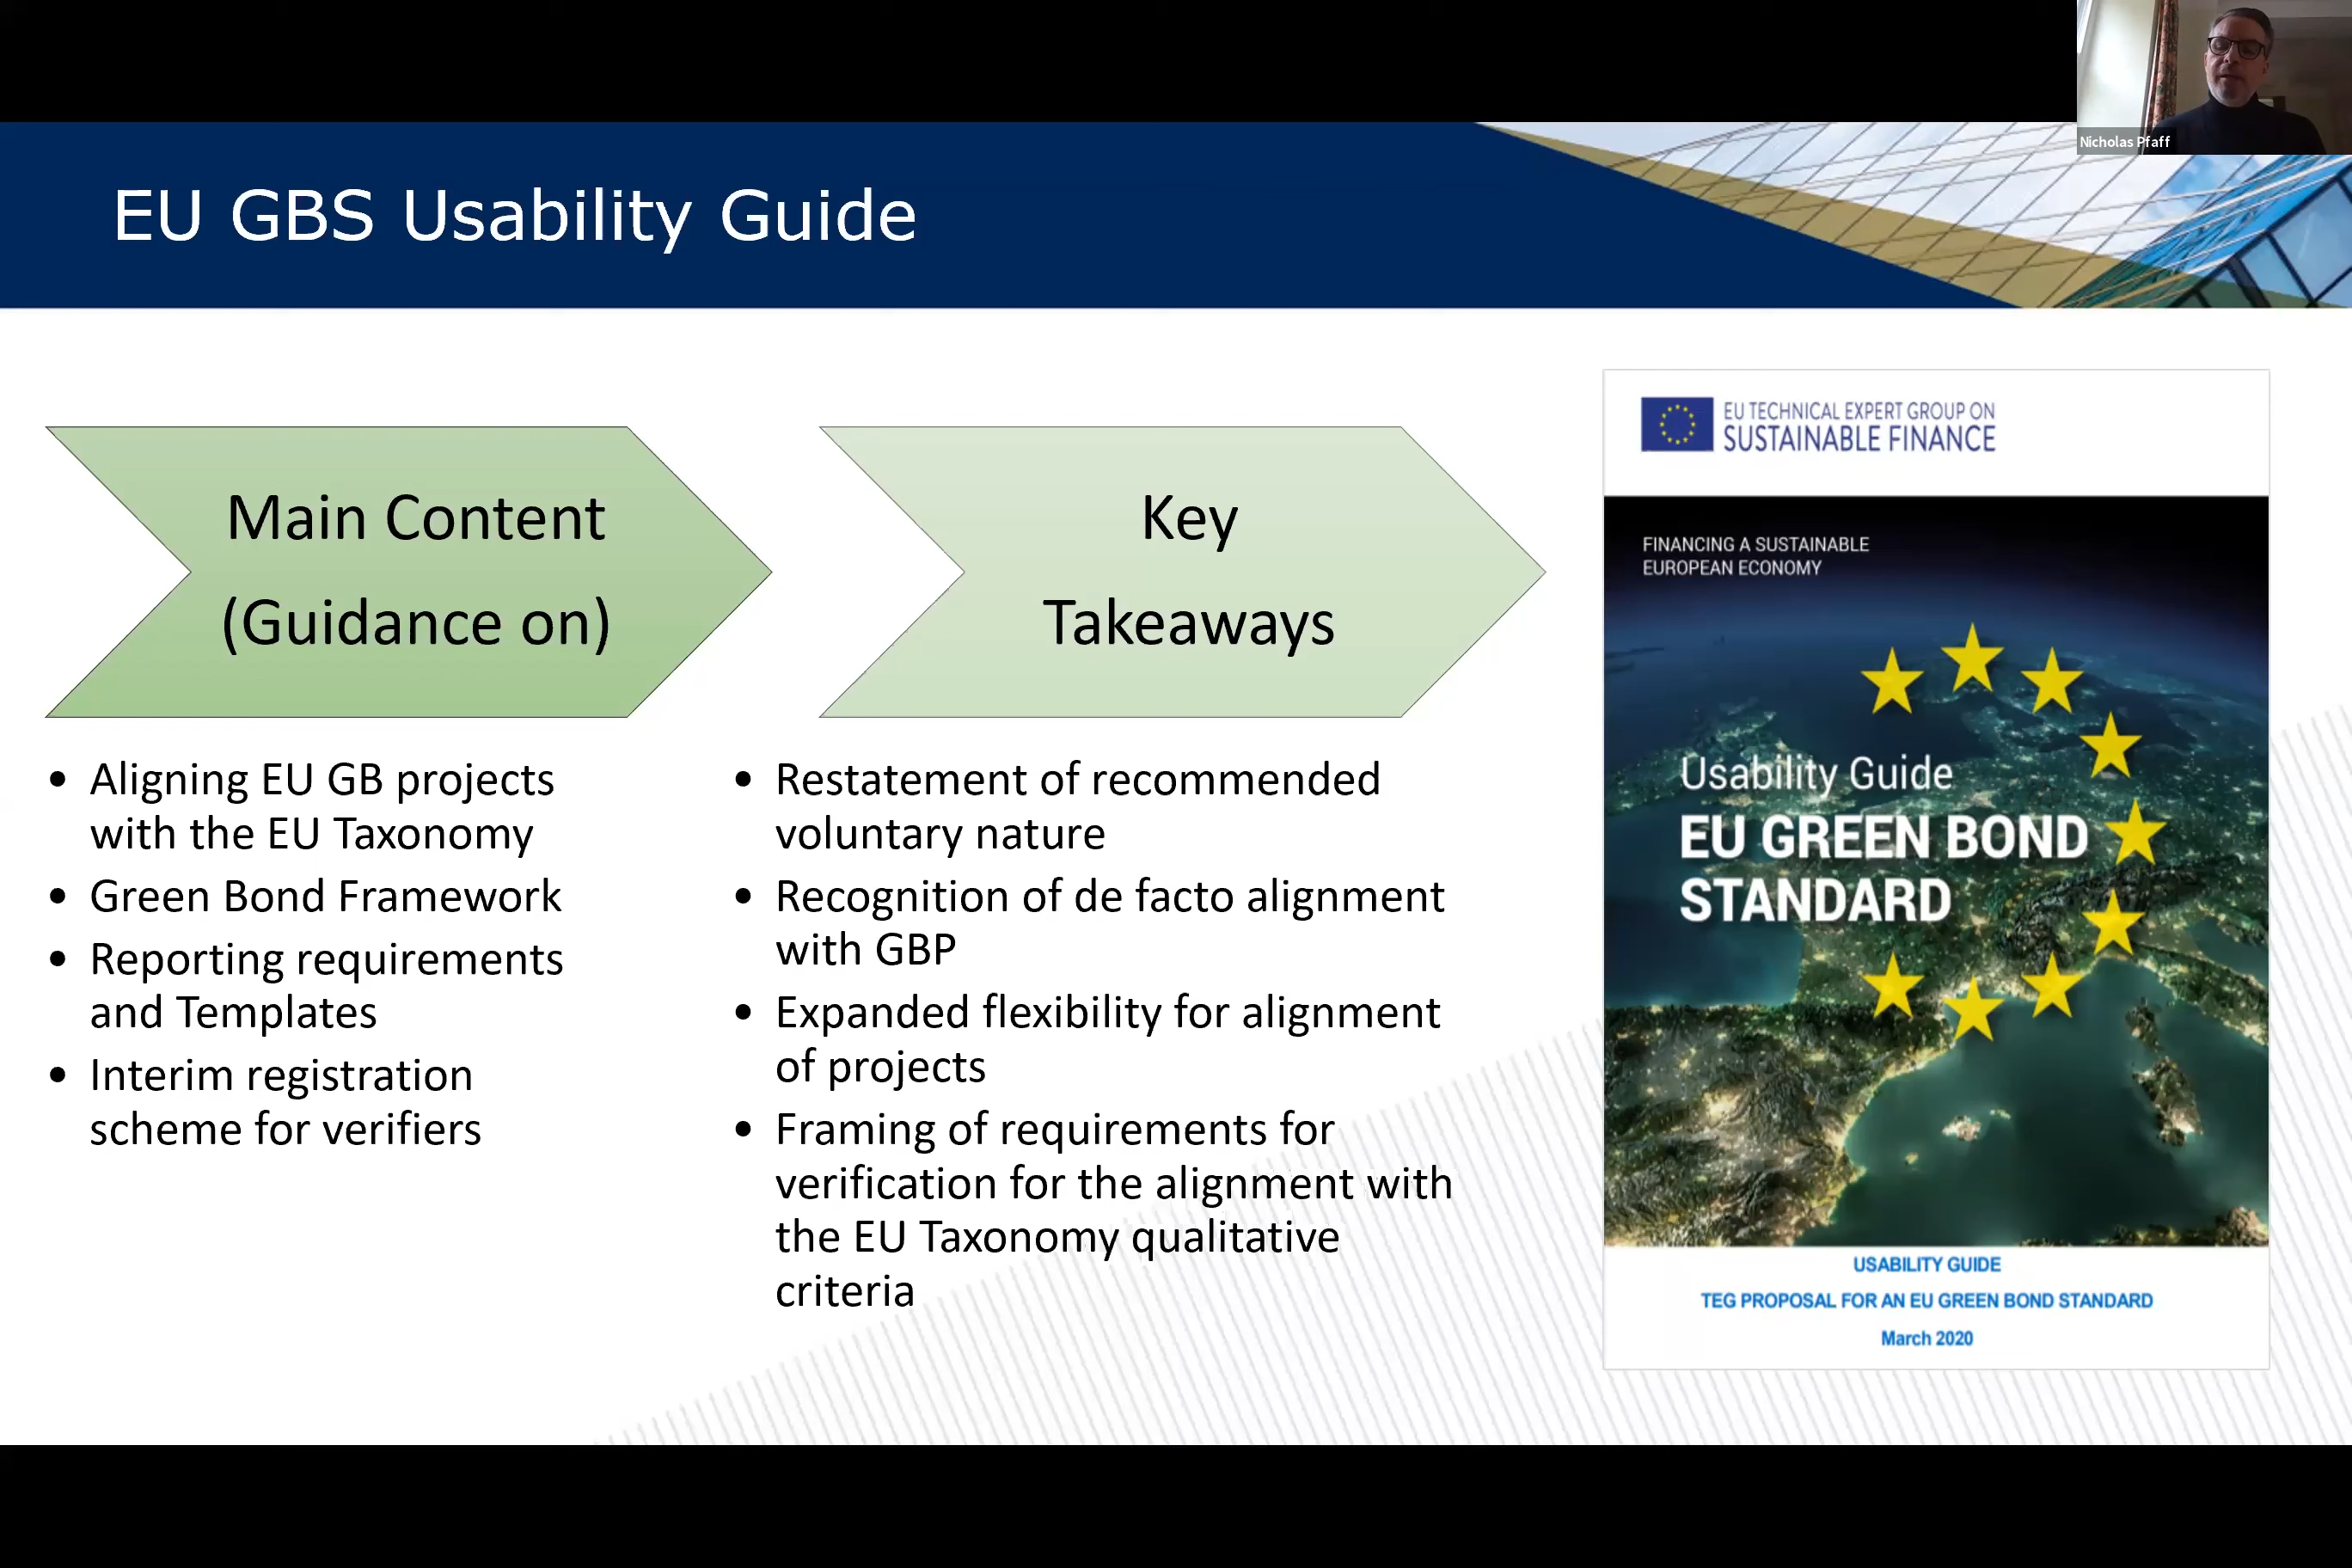 Nicholas Pfaff
EU GBS Usability Guide
Main Content
(Guidance on)
• Aligning EU GB projects
with the EU Taxonomy
• Green Bond Framework
• Reporting requirements
and Templates
• Interim registration
scheme for verifiers
Key
Takeaways
• Restatement of recommended
voluntary nature
• Recognition of de facto alignment
with GBP
• Expanded flexibility for alignment
of projects
• Framing of requirements for
verification for the alignment with
the EU Taxonomy qualitative
criteria
EU TECHNICAL EXPERT GROUP ON
SUSTAINABLE FINANCE
FINANCING A SUSTAINABLE
EUROPEAN ECONOMY
Usability Guide
EU GREEN BOND
STANDARD
USABILITY GUIDE
TEG PROPOSAL FOR AN EU GREEN BOND STANDARD
March 2020